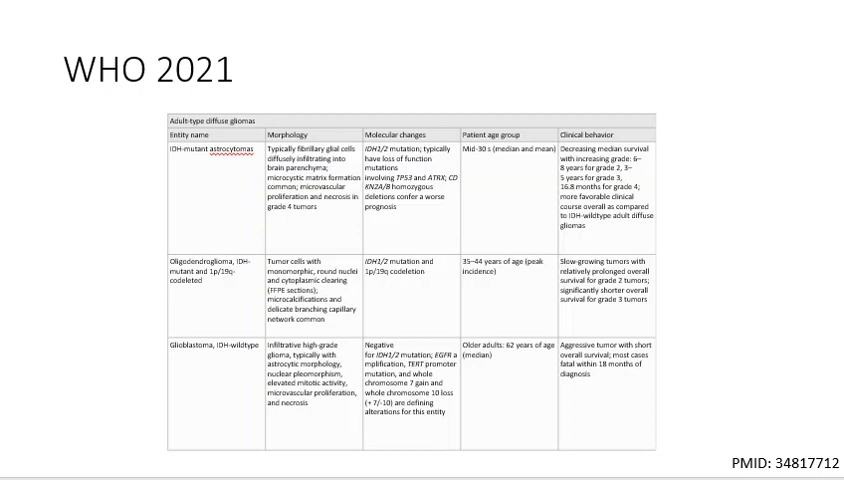 WHO 2021
Adult-type diffuse gliomas
Entity name
Morphology
Molecular changes
Patient age group
Clinical behavior
IDH-mutant astrocytomas
Typically fibrillary glial cells
diffusely infiltrating into
brain parenchyma;
microcystic matrix formation
common; microvascular
proliferation and necrosis in
grade 4 tumors
IDH1/2 mutation; typically
have loss of function
mutations
involving TP53 and ATRX; CD
KN2A/B homozygous
deletions confer a worse
prognosis
Mid-30 s (median and mean)
Decreasing median survival
with increasing grade: 6–
8 years for grade 2, 3–
5 years for grade 3,
16.8 months for grade 4;
more favorable clinical
course overall as compared
to IDH-wildtype adult diffuse
gliomas
Oligodendroglioma, IDH-
mutant and 1p/19q-
codeleted
Tumor cells with
monomorphic, round nuclei
and cytoplasmic clearing
(FFPE sections);
microcalcifications and
delicate branching capillary
network common
IDH1/2 mutation and
1p/19q codeletion
35–44 years of age (peak
incidence)
Slow-growing tumors with
relatively prolonged overall
survival for grade 2 tumors;
significantly shorter overall
survival for grade 3 tumors
Glioblastoma, IDH-wildtype
Infiltrative high-grade
glioma, typically with
astrocytic morphology,
nuclear pleomorphism,
elevated mitotic activity,
microvascular proliferation,
and necrosis
Negative
for IDH1/2 mutation; EGFR a
mplification, TERT promoter
mutation, and whole
chromosome 7 gain and
whole chromosome 10 loss
(+ 7/-10) are defining
alterations for this entity
Older adults: 62 years of age
(median)
Aggressive tumor with short
overall survival; most cases
fatal within 18 months of
diagnosis
PMID: 34817712